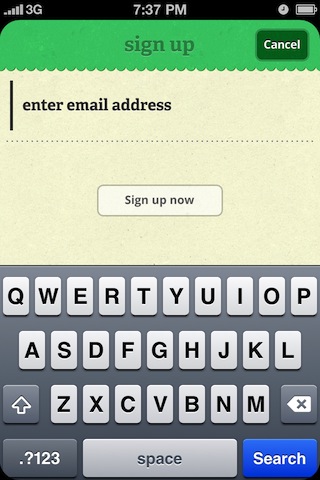 3G 7:37 PM
sign up Cancel
enter email address
Sign up now
Q W E R T Y U I O P
A S D F G H J K L
Z X C V B N M
.?123 space Search